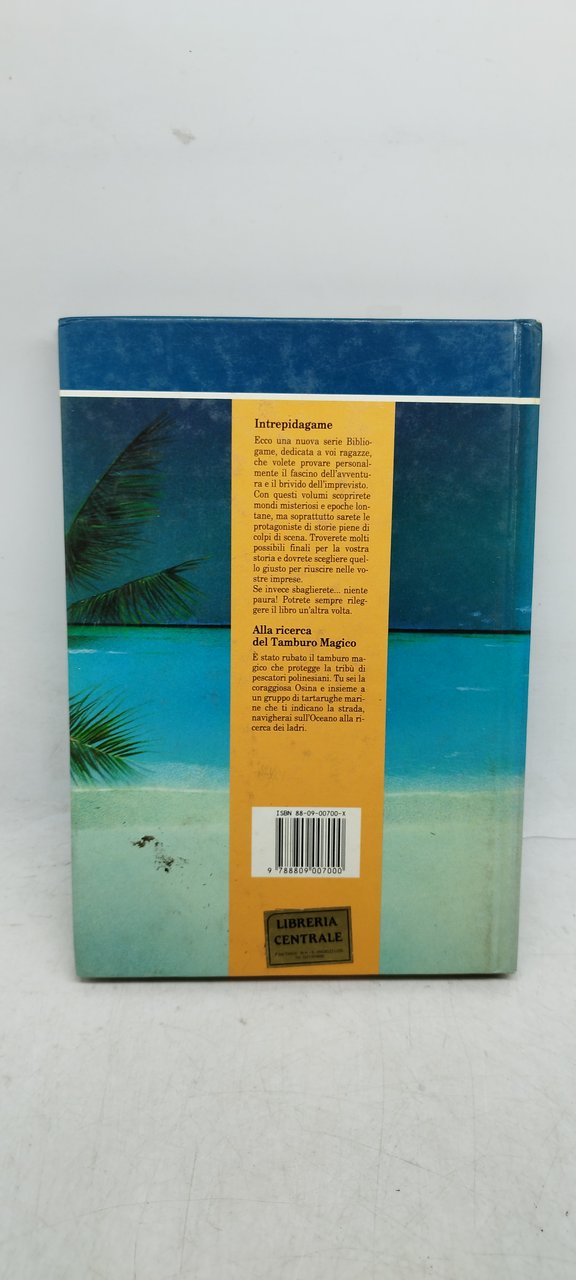 Intrepidagame
Ecco una nuova serie Biblio-
game, dedicata a voi ragazze,
che volete provare personal-
mente il fascino dell'avventu-
ra e il brivido dell'imprevisto.
Con questi volumi scoprirete
mondi misteriosi e epoche lon-
tane, ma soprattutto sarete le
protagoniste di storie piene di
colpi di scena. Troverete molti
possibili finali per la vostra
storia e dovrete scegliere quel-
lo giusto per riuscire nelle vo-
stre imprese.
Se invece sbaglierete... niente
paura! Potrete sempre rileg-
gere il libro un'altra volta.
Alla ricerca
del Tamburo Magico
È stato rubato il tamburo ma-
gico che protegge la tribù di
pescatori polinesiani. Tu sei la
coraggiosa Osina e insieme a
un gruppo di tartarughe mari-
ne che ti indicano la strada,
navigherai sull'Oceano alla ri-
cerca dei ladri.
ISBN 88-09-00700-X
9 788809 007000
LIBRERIA
CENTRALE